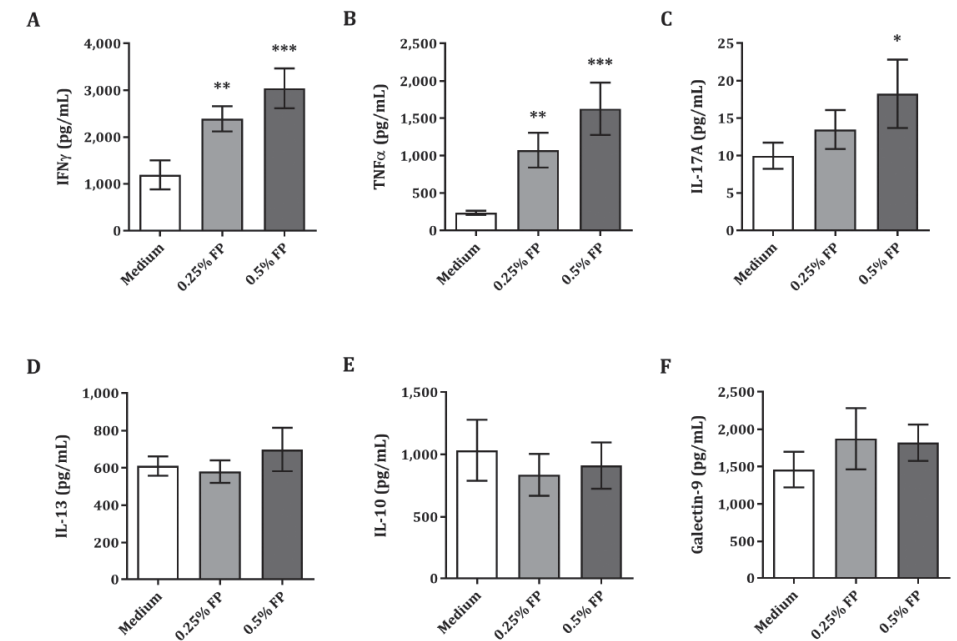 A
IFNγ (pg/mL)
4,000
3,000
2,000
1,000
0
**
***
Medium
0.25% FP
0.5% FP
B
TNFα (pg/mL)
2,500
2,000
1,500
1,000
500
0
**
***
Medium
0.25% FP
0.5% FP
C
IL-17A (pg/mL)
25
20
15
10
5
0
*
Medium
0.25% FP
0.5% FP
D
IL-13 (pg/mL)
1,000
800
600
400
200
0
Medium
0.25% FP
0.5% FP
E
IL-10 (pg/mL)
1,500
1,000
500
0
Medium
0.25% FP
0.5% FP
F
Galectin-9 (pg/mL)
2,500
2,000
1,500
1,000
500
0
Medium
0.25% FP
0.5% FP